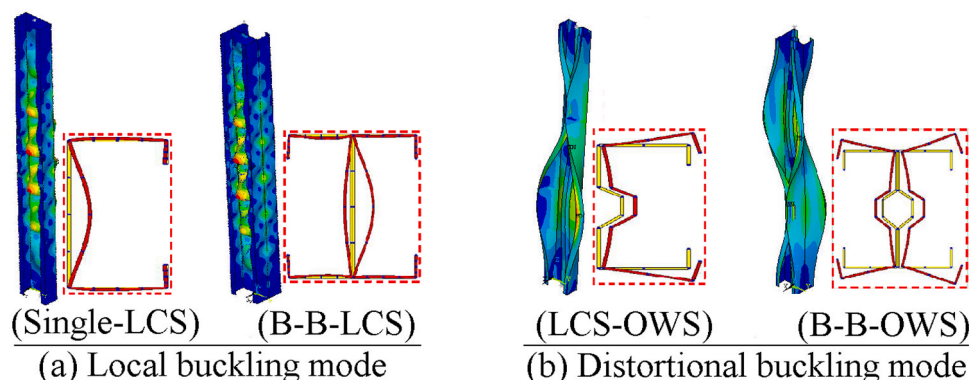 (Single-LCS) (B-B-LCS) (LCS-OWS) (B-B-OWS)
(a) Local buckling mode (b) Distortional buckling mode